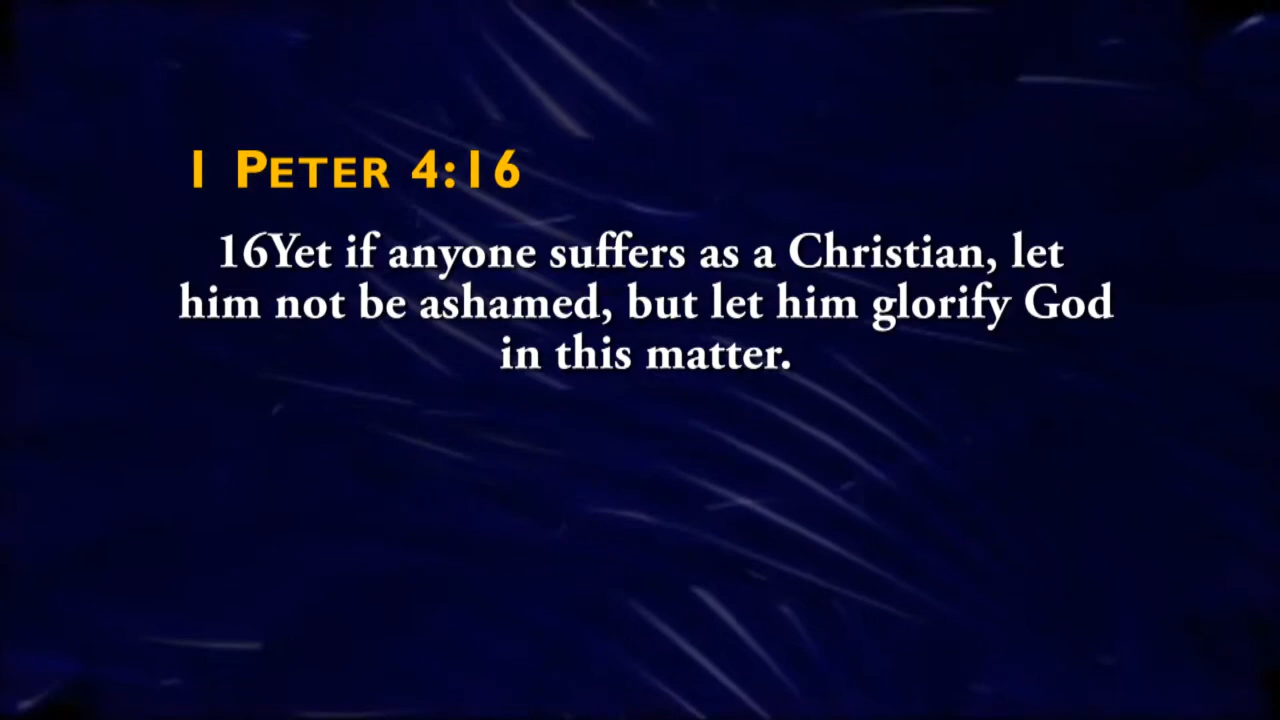 1 PETER 4:16
16Yet if anyone suffers as a Christian, let
him not be ashamed, but let him glorify God
in this matter.